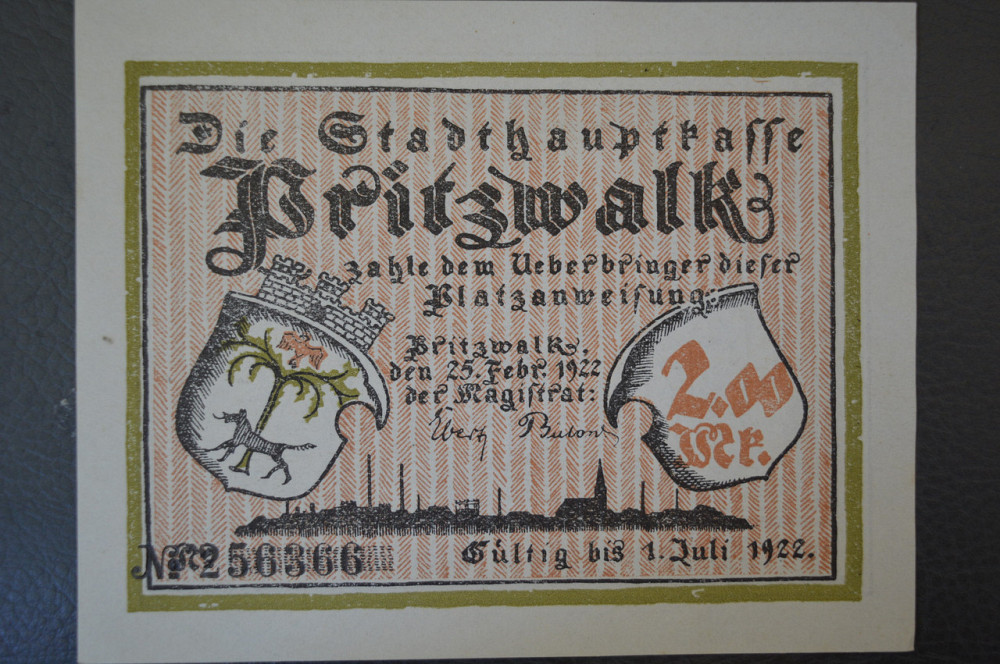 Die Stadthauptkasse
Pritzwalk
zahle dem Ueberbringer dieser
Platzanweisung:
Pritzwalk,
den 25. Febr. 1922
der Magistrat:
2.00
Mk.
No 256366
Gültig bis 1. Juli 1922.